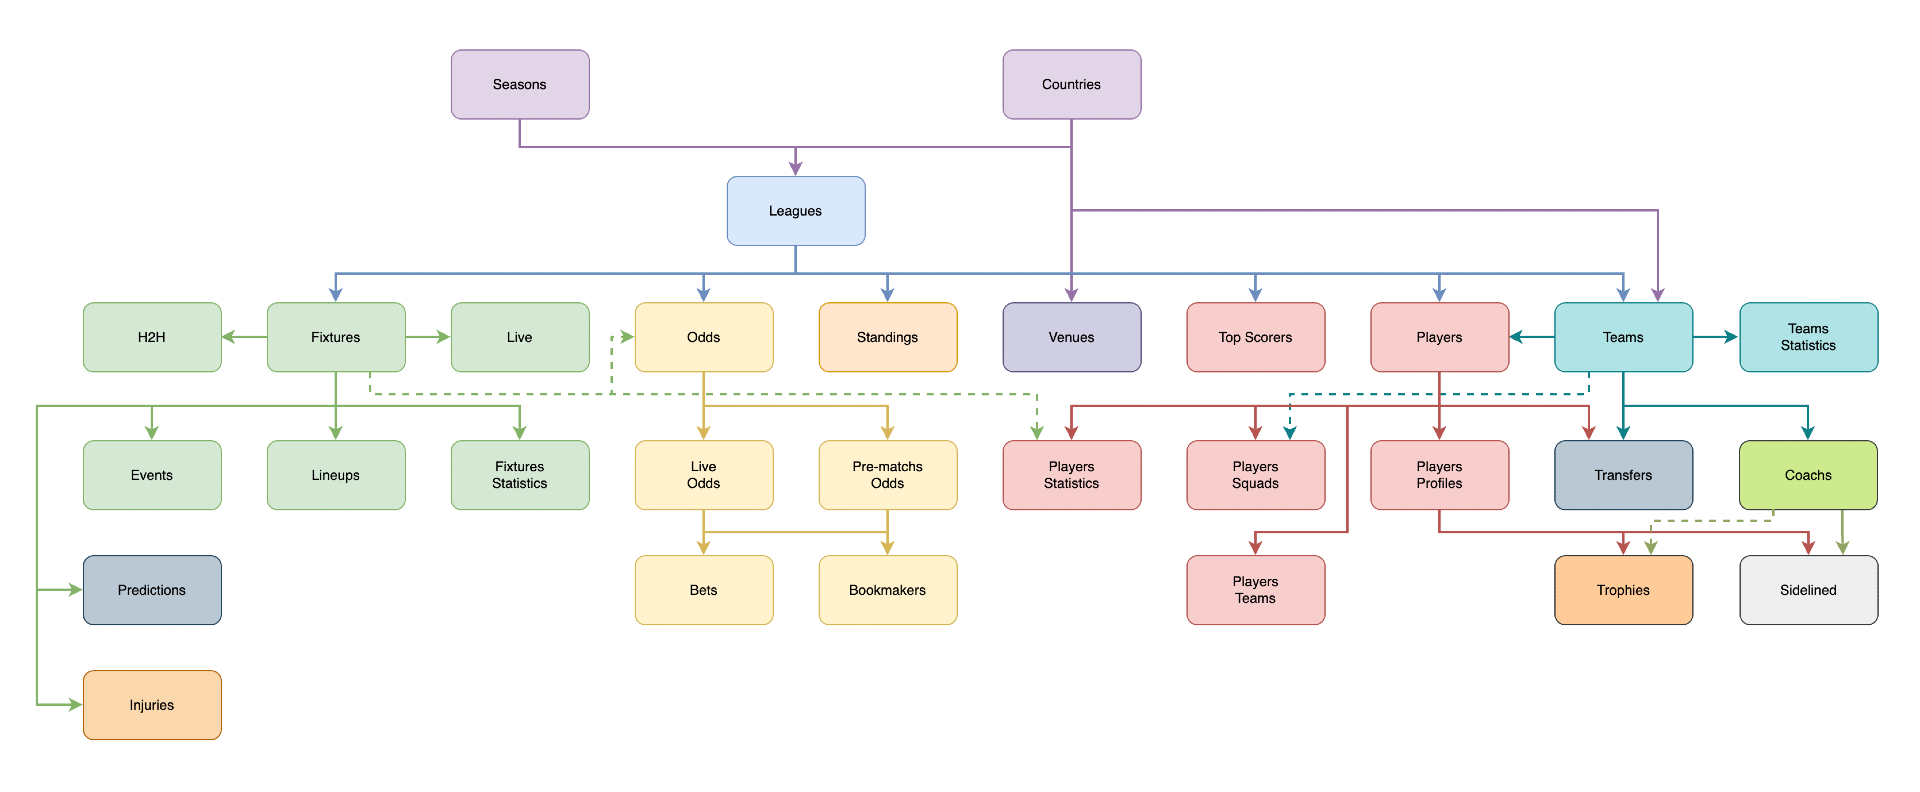 Seasons
Countries
Leagues
H2H
Fixtures
Live
Odds
Standings
Venues
Top Scorers
Players
Teams
Teams
Statistics
Events
Lineups
Fixtures
Statistics
Live
Odds
Pre-matchs
Odds
Players
Statistics
Players
Squads
Players
Profiles
Transfers
Coachs
Predictions
Bets
Bookmakers
Players
Teams
Trophies
Sidelined
Injuries